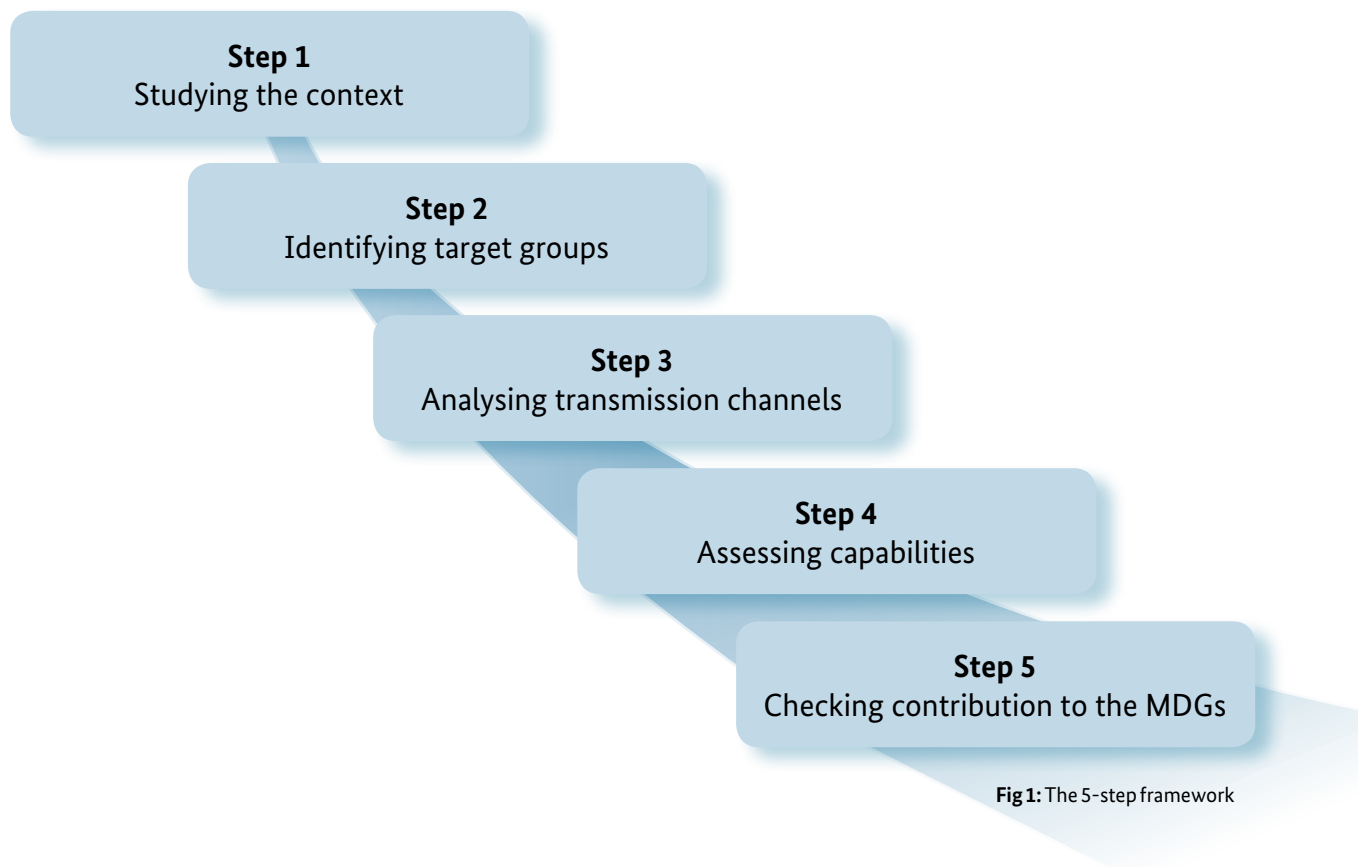 Step 1
Studying the context
Step 2
Identifying target groups
Step 3
Analysing transmission channels
Step 4
Assessing capabilities
Step 5
Checking contribution to the MDGs
Fig 1: The 5-step framework